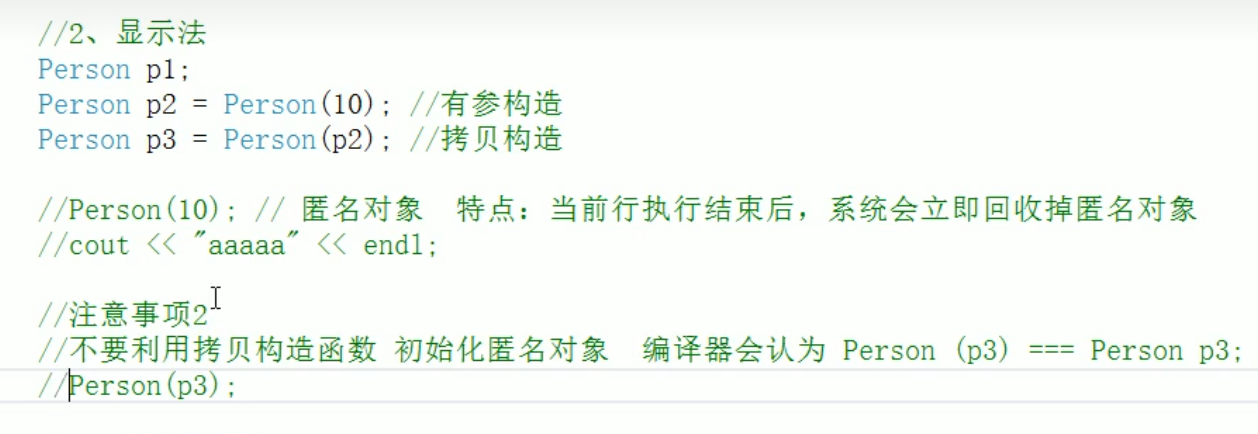 //2、显示法
Person p1;
Person p2 = Person(10); //有参构造
Person p3 = Person(p2); //拷贝构造
//Person(10); // 匿名对象 特点：当前行执行结束后，系统会立即回收掉匿名对象
//cout << "aaaaa" << endl;
//注意事项2
//不要利用拷贝构造函数 初始化匿名对象 编译器会认为 Person (p3) === Person p3;
//Person(p3);